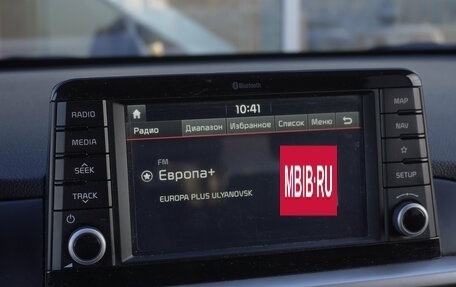 Bluetooth
10:41
Радио Диапазон Избранное Список Меню
FM
Европа+
EUROPA PLUS ULYANOVSK
MBIB·RU
RADIO
MEDIA
SEEK
TRACK
MAP
NAV
SETUP